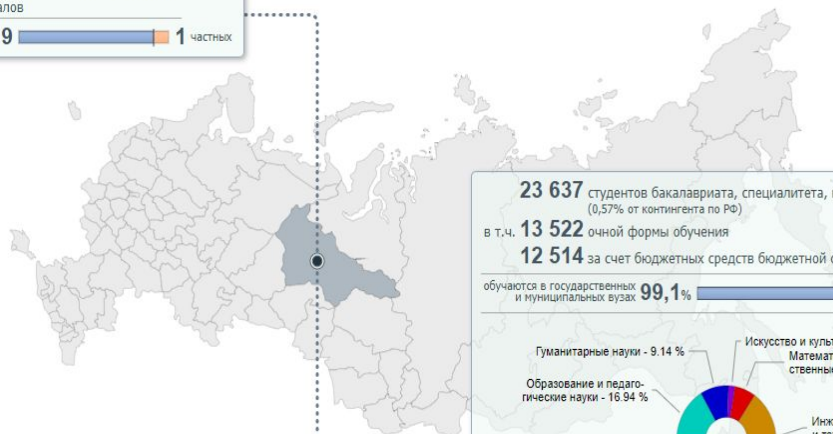 алов
9 1 частных
23 637 студентов бакалавриата, специалитета,
(0,57% от контингента по РФ)
в т.ч. 13 522 очной формы обучения
12 514 за счет бюджетных средств бюджетной
обучаются в государственных
и муниципальных вузах 99,1%
Искусство и культ
Гуманитарные науки - 9.14 %
Математ
ственные
Образование и педаго-
гические науки - 16.94 %
Инж